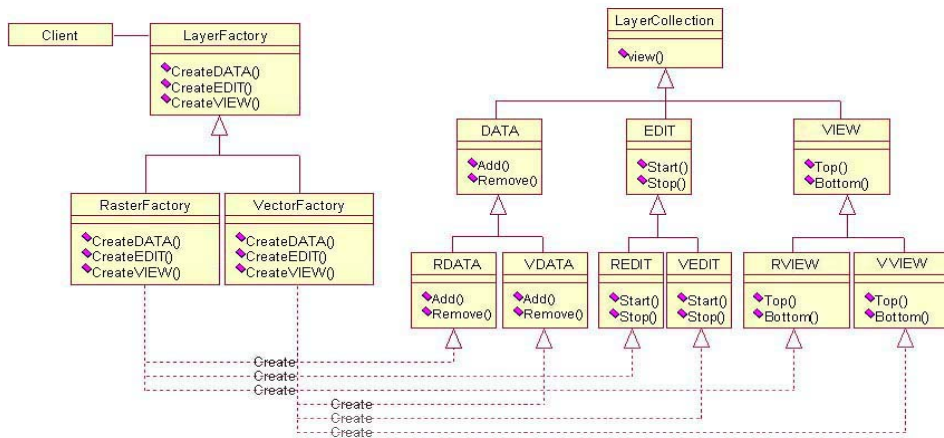 Client
LayerFactory
CreateDATA()
CreateEDIT()
CreateVIEW()
RasterFactory
CreateDATA()
CreateEDIT()
CreateVIEW()
VectorFactory
CreateDATA()
CreateEDIT()
CreateVIEW()
LayerCollection
view()
DATA
Add()
Remove()
EDIT
Start()
Stop()
VIEW
Top()
Bottom()
RDATA
Add()
Remove()
VDATA
Add()
Remove()
REDIT
Start()
Stop()
VEDIT
Start()
Stop()
RVIEW
Top()
Bottom()
VVIEW
Top()
Bottom()
Create
Create
Create
Create
Create
Create